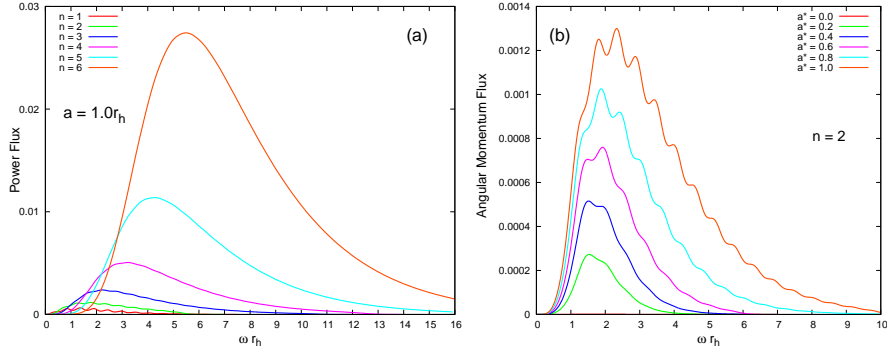 0.03
0.02
0.01
0
Power Flux
n = 1
n = 2
n = 3
n = 4
n = 5
n = 6
(a)
a = 1.0r_h
0 1 2 3 4 5 6 7 8 9 10 11 12 13 14 15 16
ω r_h
0.0014
0.0012
0.001
0.0008
0.0006
0.0004
0.0002
0
Angular Momentum Flux
(b)
a* = 0.0
a* = 0.2
a* = 0.4
a* = 0.6
a* = 0.8
a* = 1.0
n = 2
0 1 2 3 4 5 6 7 8 9 10
ω r_h